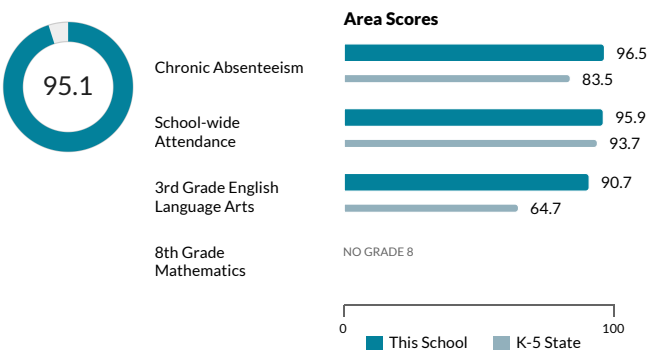 Area Scores
95.1
Chronic Absenteeism
96.5
83.5
School-wide
Attendance
95.9
93.7
3rd Grade English
Language Arts
90.7
64.7
8th Grade
Mathematics
NO GRADE 8
0
100
This School
K-5 State